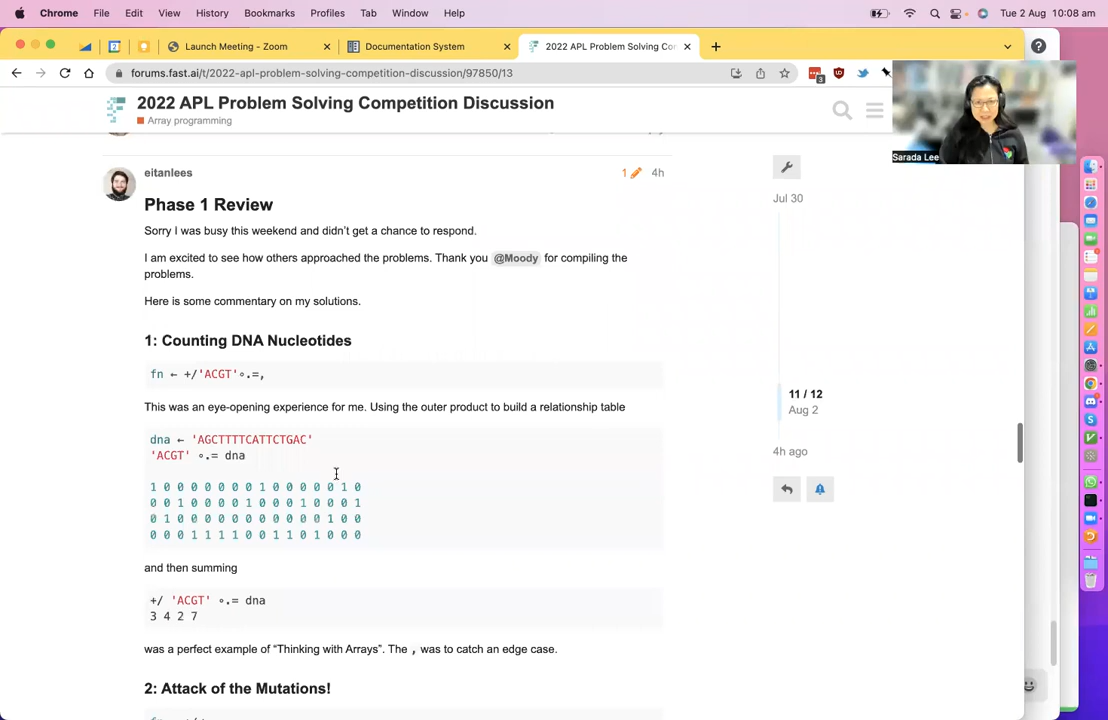 Chrome File Edit View History Bookmarks Profiles Tab Window Help Tue 2 Aug 10:08 am
Launch Meeting - Zoom Documentation System 2022 APL Problem Solving Co
forums.fast.ai/t/2022-apl-problem-solving-competition-discussion/97850/13
2022 APL Problem Solving Competition Discussion
Array programming
Sarada Lee
eitanlees 1 4h
Phase 1 Review
Sorry I was busy this weekend and didn't get a chance to respond.
I am excited to see how others approached the problems. Thank you @Moody for compiling the
problems.
Here is some commentary on my solutions.
1: Counting DNA Nucleotides
fn ← +/'ACGT'∘.=,
This was an eye-opening experience for me. Using the outer product to build a relationship table
dna ← 'AGCTTTTCATTCTGAC'
'ACGT' ∘.= dna
1 0 0 0 0 0 0 0 1 0 0 0 0 0 1 0
0 0 1 0 0 0 0 1 0 0 0 1 0 0 0 1
0 1 0 0 0 0 0 0 0 0 0 0 0 1 0 0
0 0 0 1 1 1 1 0 0 1 1 0 1 0 0 0
and then summing
+/ 'ACGT' ∘.= dna
3 4 2 7
was a perfect example of “Thinking with Arrays”. The , was to catch an edge case.
2: Attack of the Mutations!
Jul 30
11 / 12
Aug 2
4h ago